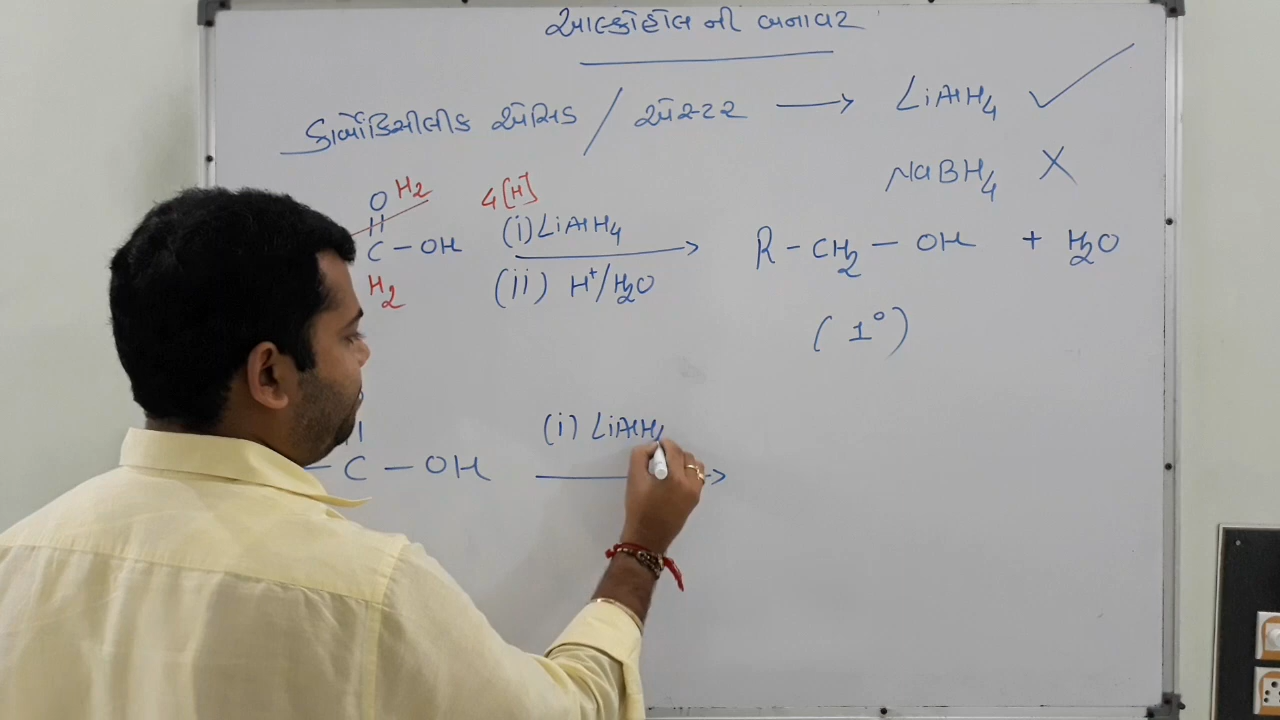 આલ્કોહોલ ની બનાવટ
કાર્બોક્સિલીક એસિડ / એસ્ટર → LiAlH4 ✓
NaBH4 X
O H2 4[H]
(i) LiAlH4
C - OH → R - CH2 - OH + H2O
H2 (ii) H+/H2O
(1°)
(i) LiAlH4
- C - OH →